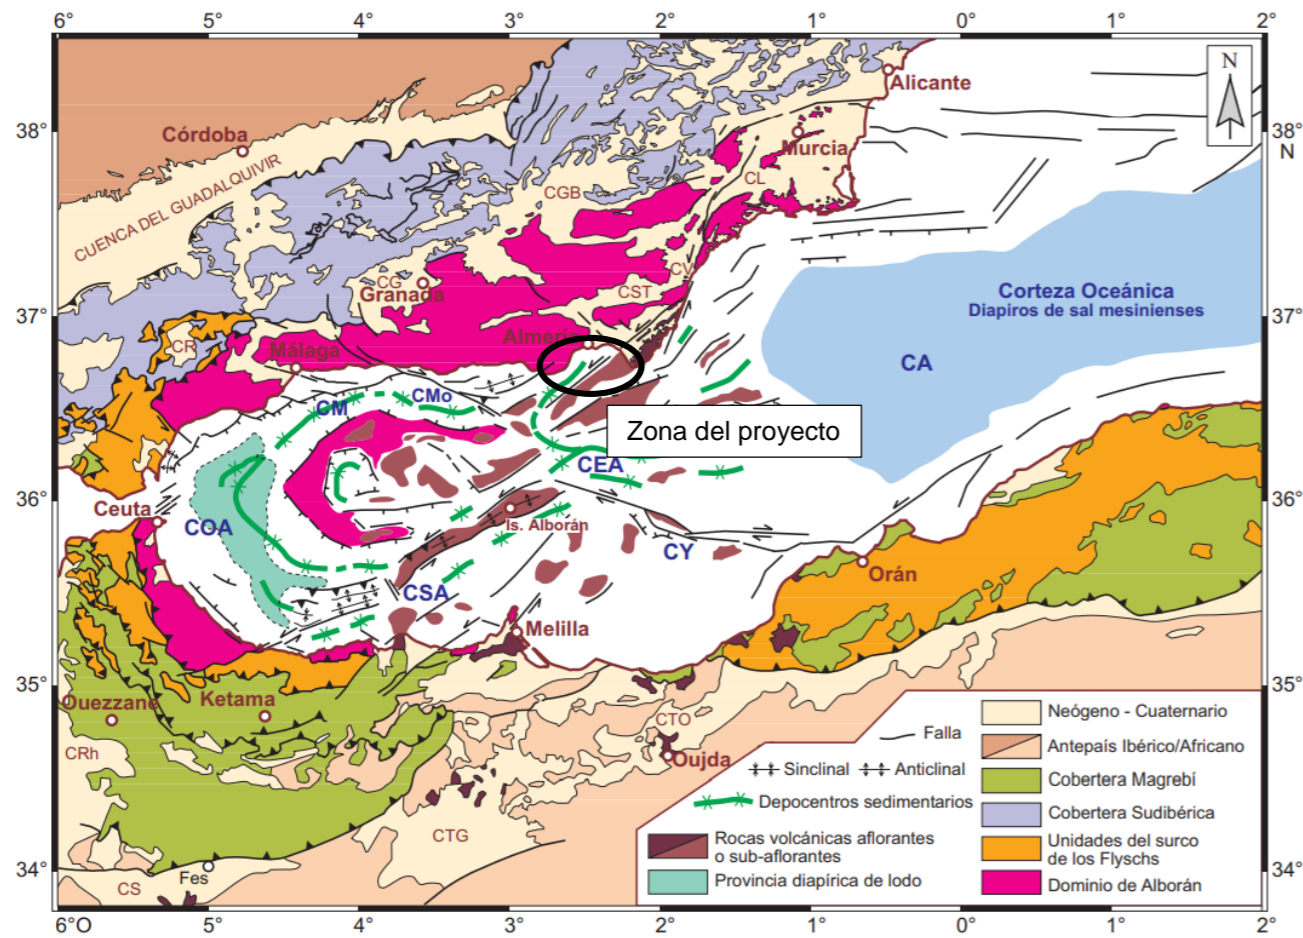 6°
5°
4°
3°
2°
1°
0°
1°
2°
N
Alicante
38°
38°
N
Córdoba
Murcia
CUENCA DEL GUADALQUIVIR
CL
CGB
CV
CG
Granada
CST
Corteza Oceánica
Diapiros de sal mesinienses
37°
37°
Almería
CR
Málaga
CA
CM
CMo
Zona del proyecto
CEA
36°
36°
Ceuta
COA
Is. Alborán
CY
CSA
Orán
Melilla
35°
35°
Ouezzane
Ketama
CTO
CRh
Oujda
CTG
34°
34°
Fes
CS
Falla
Sinclinal
Anticlinal
Depocentros sedimentarios
Rocas volcánicas aflorantes
o sub-aflorantes
Provincia diapírica de lodo
Neógeno - Cuaternario
Antepaís Ibérico/Africano
Cobertera Magrebí
Cobertera Sudibérica
Unidades del surco
de los Flyschs
Dominio de Alborán
6°O
5°
4°
3°
2°
1°
0°
1°
2°